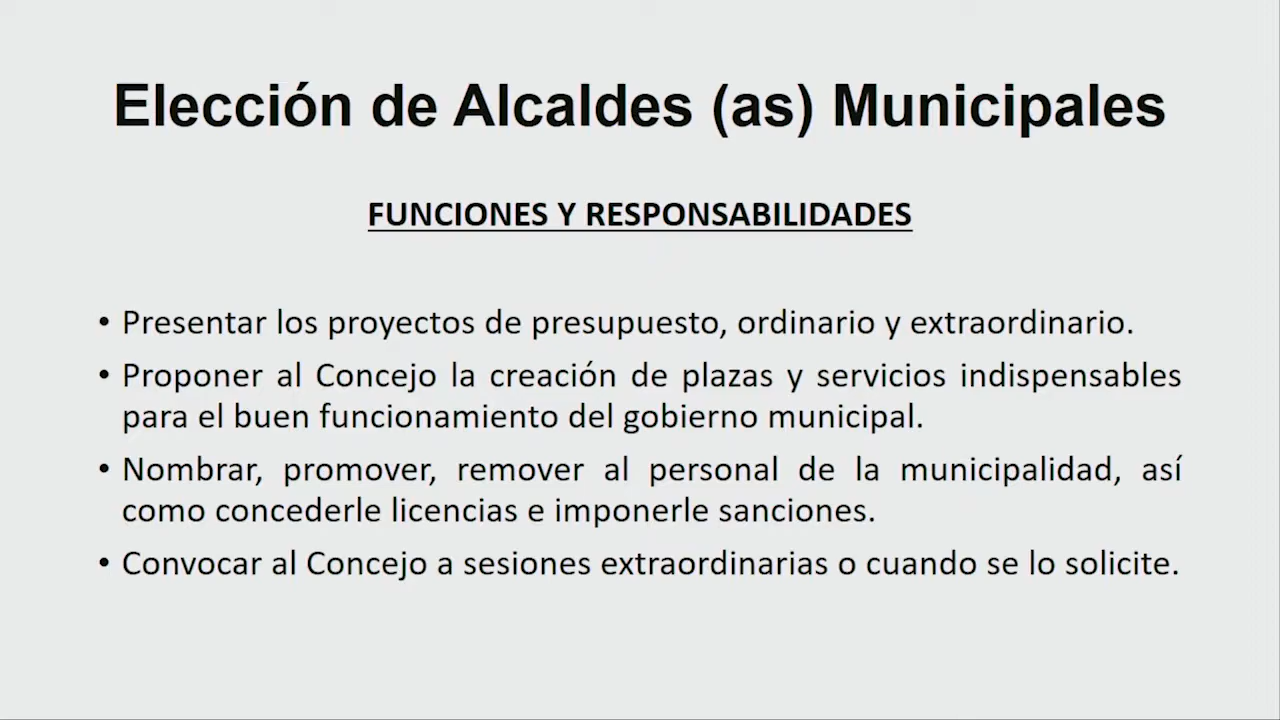 Elección de Alcaldes (as) Municipales
FUNCIONES Y RESPONSABILIDADES
• Presentar los proyectos de presupuesto, ordinario y extraordinario.
• Proponer al Concejo la creación de plazas y servicios indispensables
para el buen funcionamiento del gobierno municipal.
• Nombrar, promover, remover al personal de la municipalidad, así
como concederle licencias e imponerle sanciones.
• Convocar al Concejo a sesiones extraordinarias o cuando se lo solicite.